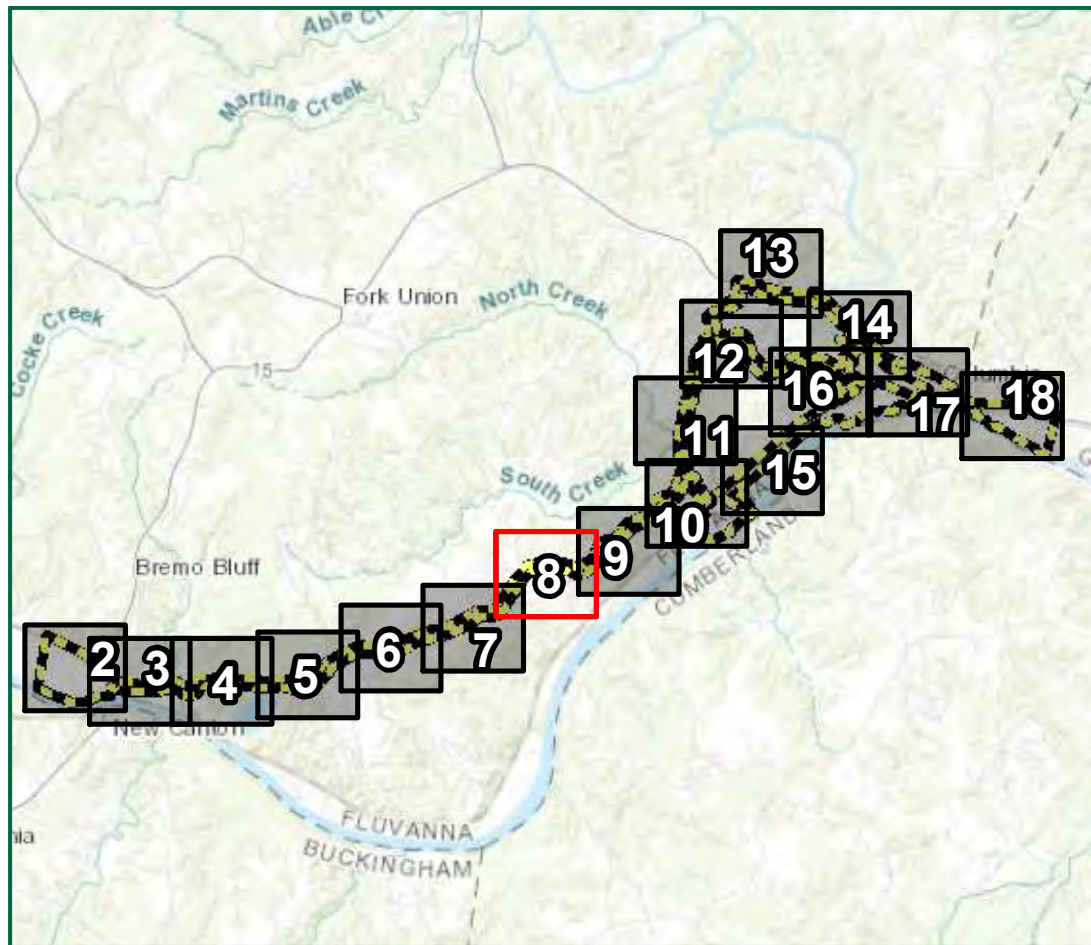 Martins Creek
13
Fork Union
North Creek
14
Cocke Creek
12
15
16
18
17
11
South Creek
15
10
Bremo Bluff
8
9
CUMBERLAND
2
3
4
5
6
7
New Canton
FLUVANNA
BUCKINGHAM